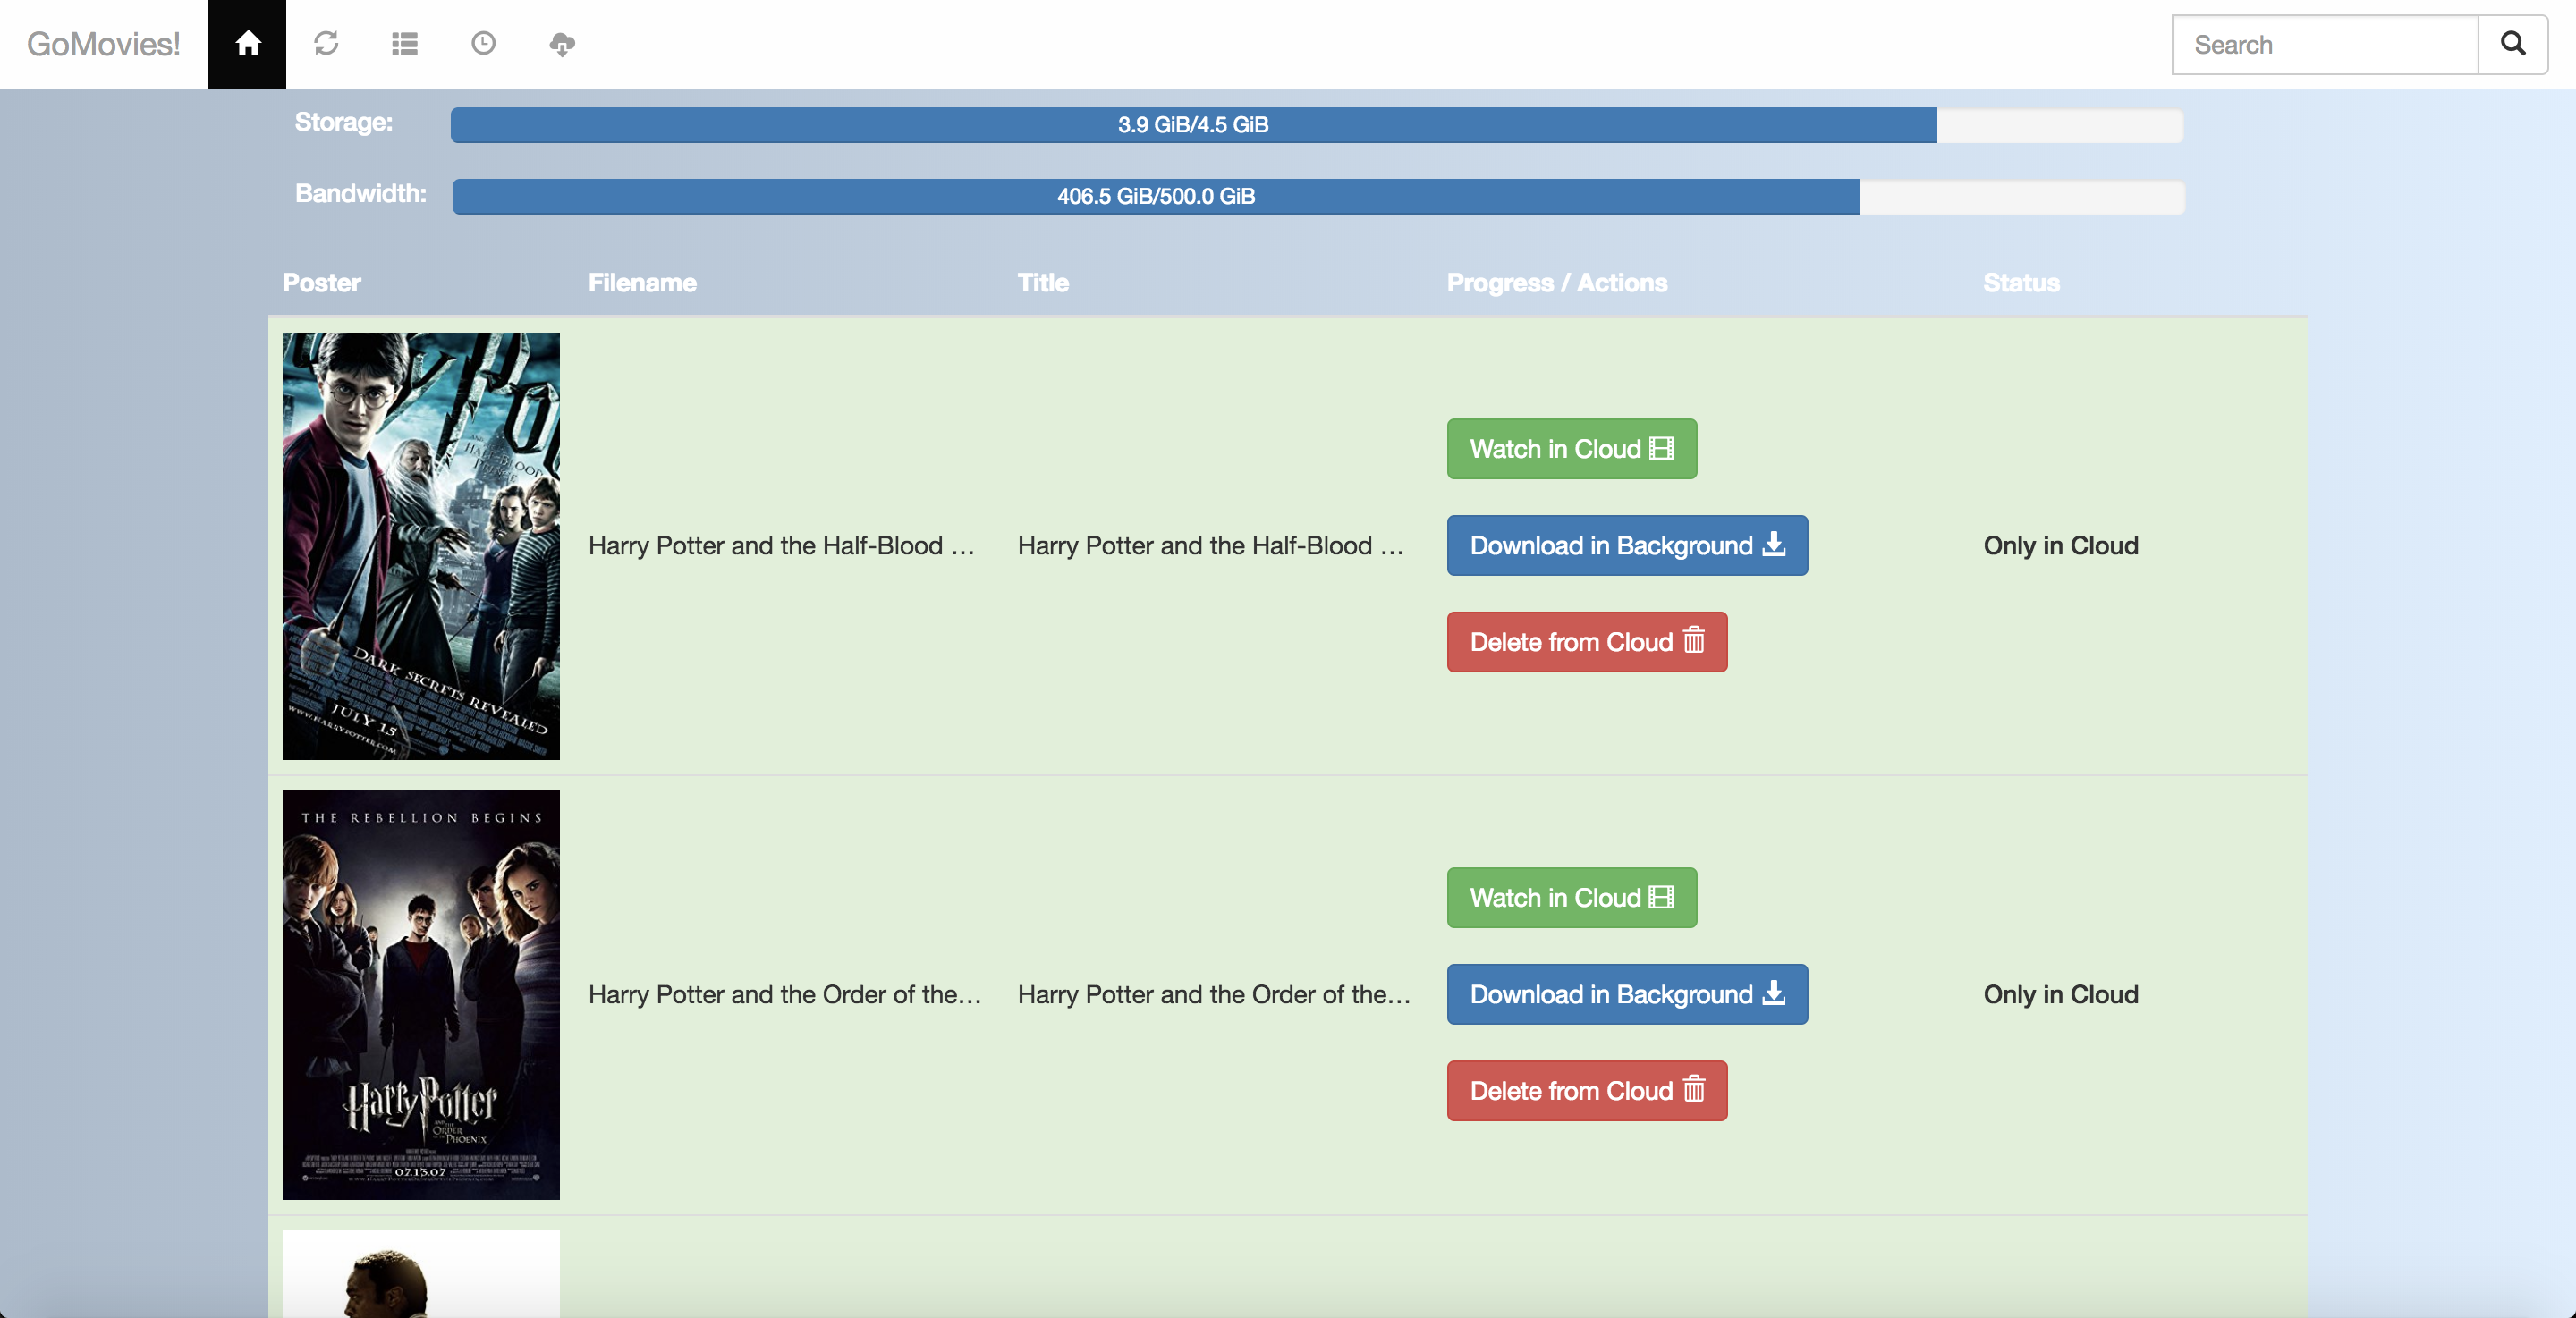 GoMovies!
Search
Storage:
3.9 GiB/4.5 GiB
Bandwidth:
406.5 GiB/500.0 GiB
Poster Filename Title Progress / Actions Status
HALF-BLOOD
PRINCE
DARK SECRETS REVEALED
JULY 15
WWW.HARRYPOTTER.COM
Harry Potter and the Half-Blood ...
Harry Potter and the Half-Blood ...
Watch in Cloud
Download in Background
Delete from Cloud
Only in Cloud
THE REBELLION BEGINS
Harry Potter
AND THE
ORDER
OF THE PHOENIX
07.13.07
Harry Potter and the Order of the...
Harry Potter and the Order of the...
Watch in Cloud
Download in Background
Delete from Cloud
Only in Cloud